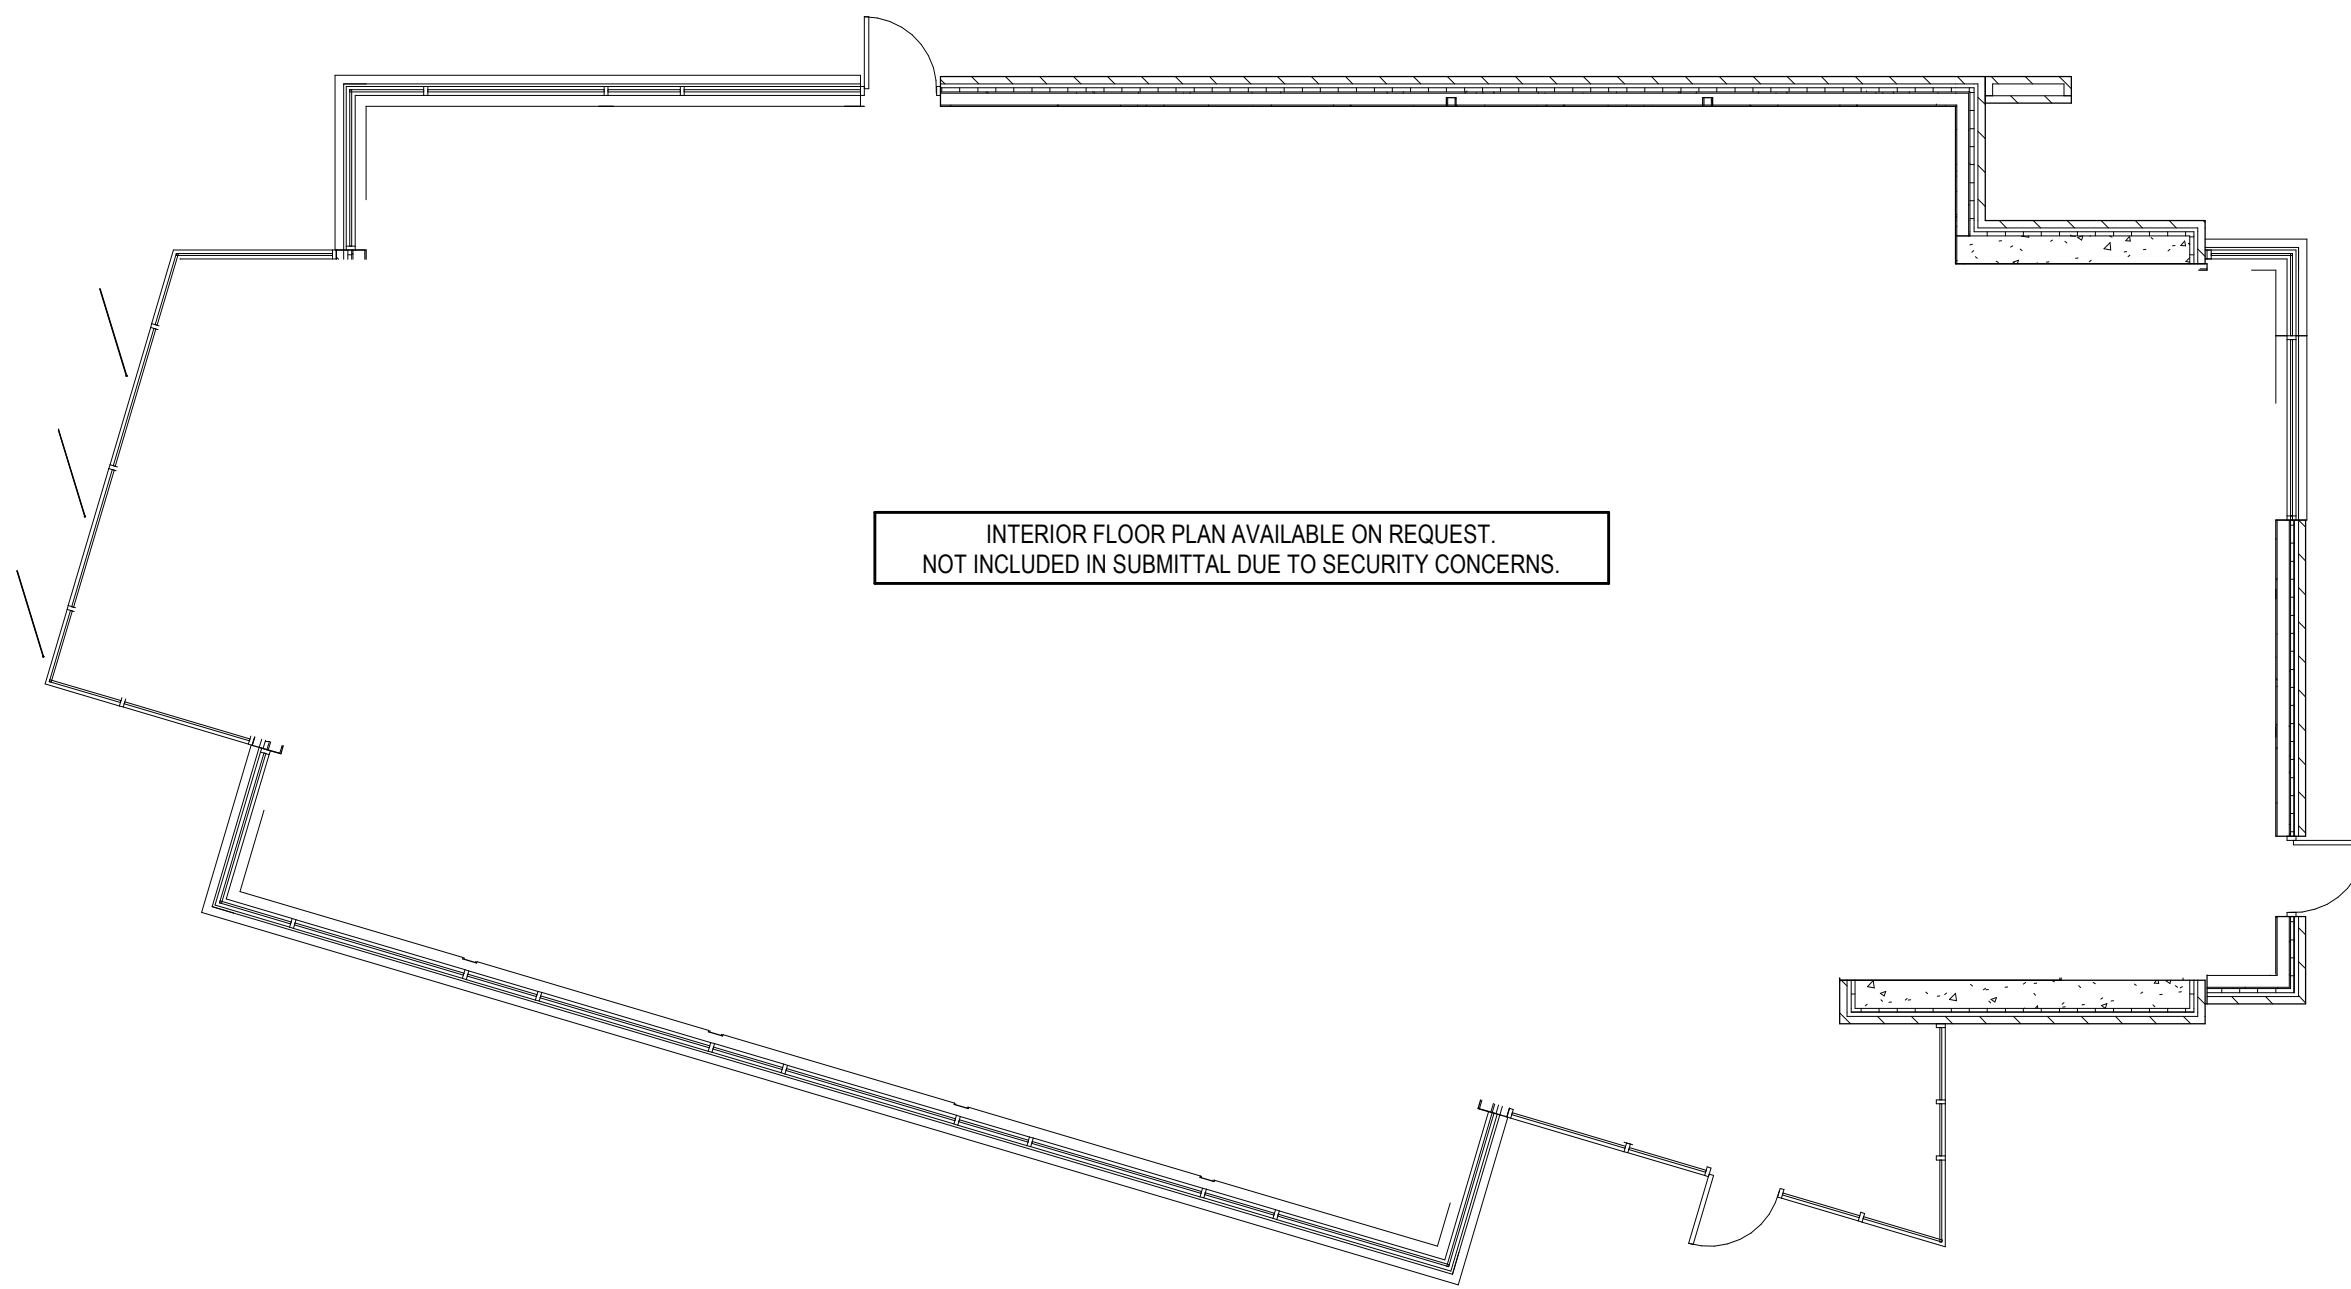 INTERIOR FLOOR PLAN AVAILABLE ON REQUEST.
NOT INCLUDED IN SUBMITTAL DUE TO SECURITY CONCERNS.